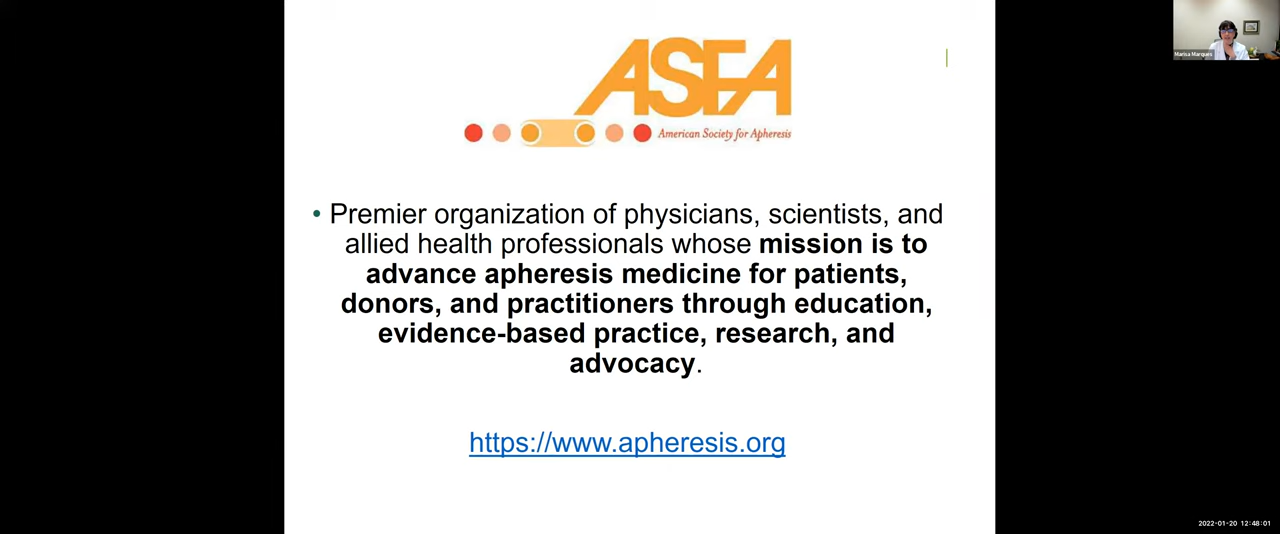 ASFA
Marisa Marques
American Society for Apheresis
• Premier organization of physicians, scientists, and
allied health professionals whose mission is to
advance apheresis medicine for patients,
donors, and practitioners through education,
evidence-based practice, research, and
advocacy.
https://www.apheresis.org
2022-01-20 12:48:01